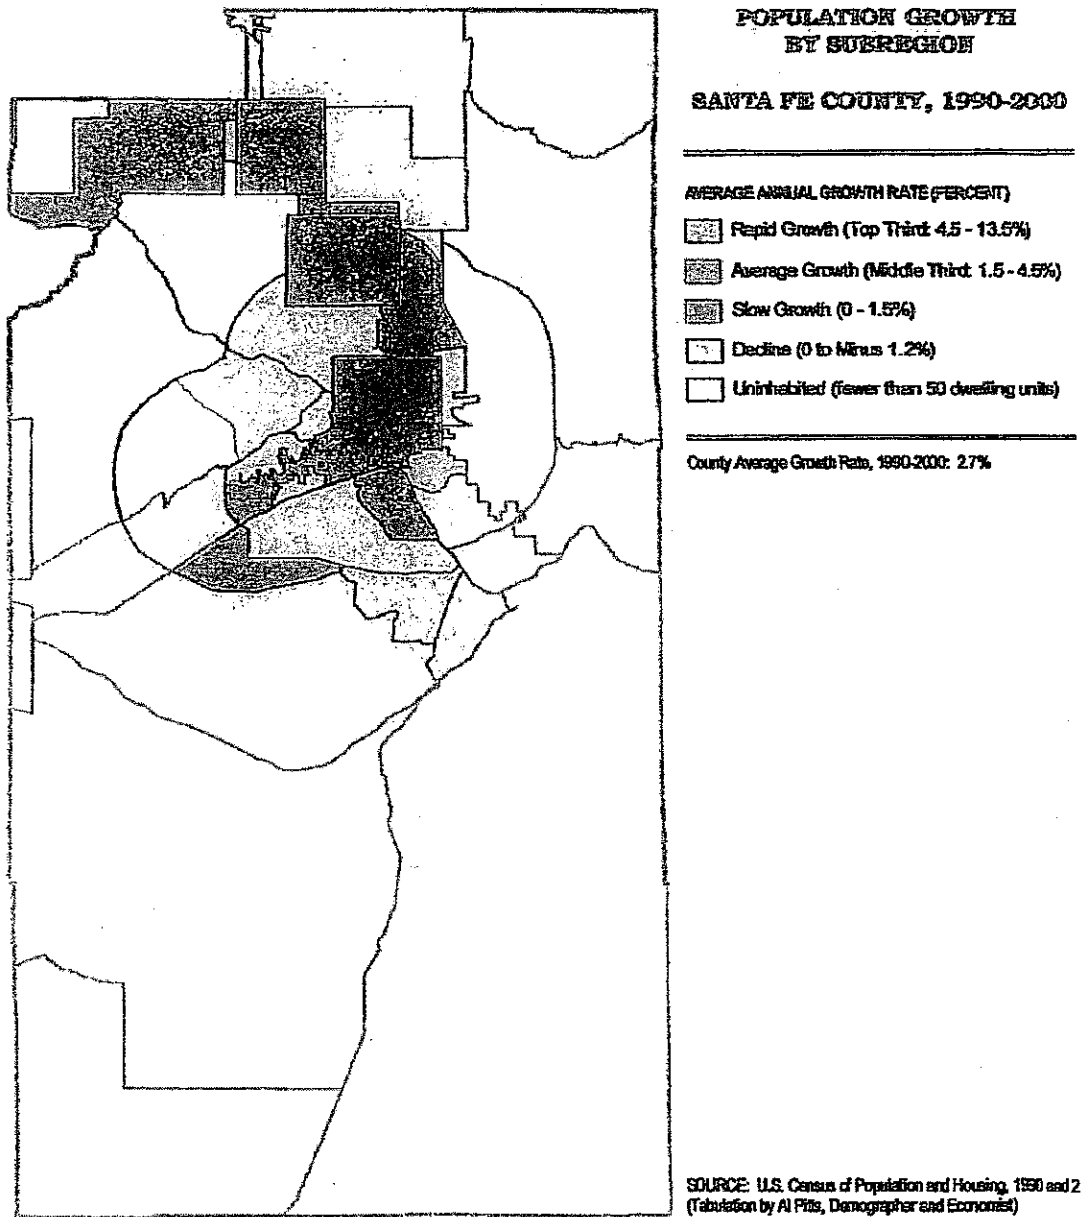 POPULATION GROWTH
BY SUBREGION
SANTA FE COUNTY, 1990-2000
AVERAGE ANNUAL GROWTH RATE (PERCENT)
Rapid Growth (Top Third: 4.5 - 13.5%)
Average Growth (Middle Third: 1.5 - 4.5%)
Slow Growth (0 - 1.5%)
Decline (0 to Minus 1.2%)
Uninhabited (fewer than 50 dwelling units)
County Average Growth Rate, 1990-2000: 2.7%
SOURCE: U.S. Census of Population and Housing, 1990 and 2
(Tabulation by Al Pitts, Demographer and Economist)